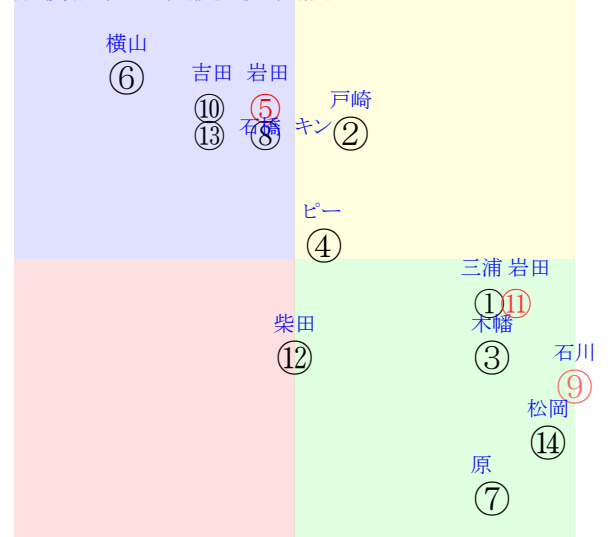 横山
⑥
吉田 岩田
⑩ ⑤
石橋 キン
⑬ ⑧
戸崎
②
ピー
④
三浦 岩田
① ⑪
木幡
③
柴田
⑫
石川
⑨
松岡
⑭
原
⑦